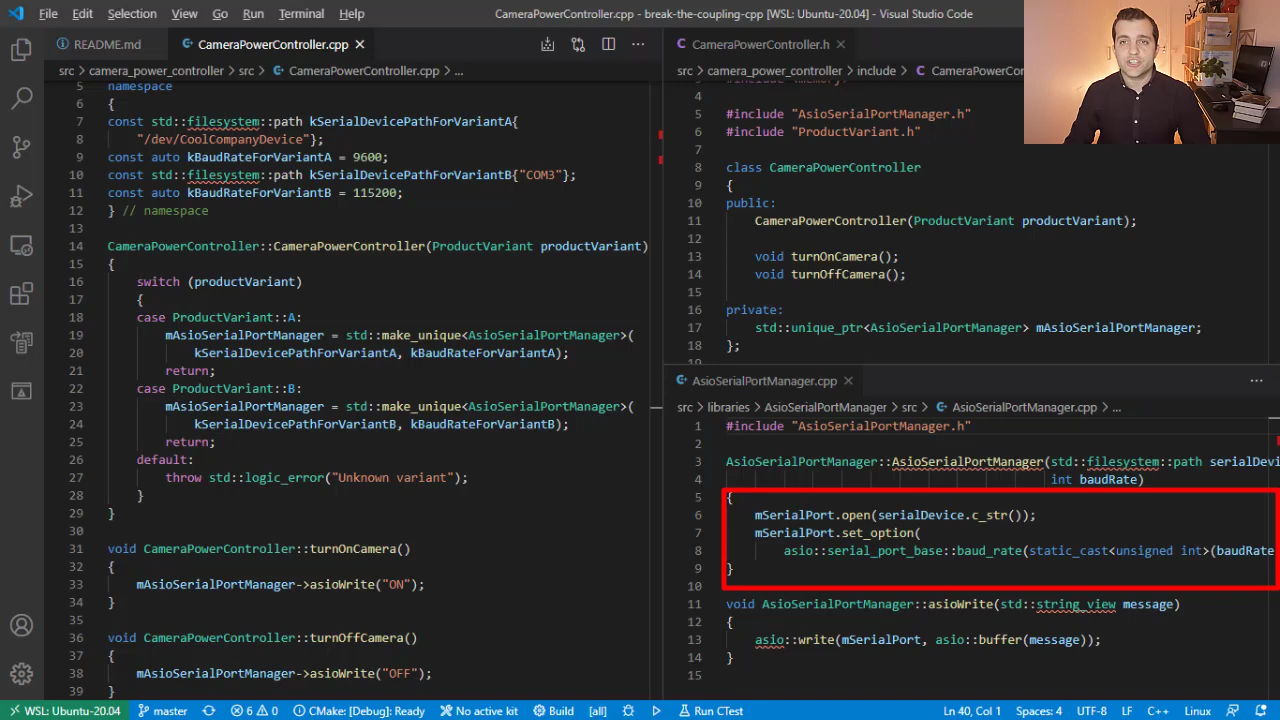 File Edit Selection View Go Run Terminal Help
CameraPowerController.cpp - break-the-coupling-cpp [WSL: Ubuntu-20.04] - Visual Studio Code
README.md
CameraPowerController.cpp
src > camera_power_controller > src > CameraPowerController.cpp > ...
5 namespace
6 {
7 const std::filesystem::path kSerialDevicePathForVariantA{
8 "/dev/CoolCompanyDevice"};
9 const auto kBaudRateForVariantA = 9600;
10 const std::filesystem::path kSerialDevicePathForVariantB{"COM3"};
11 const auto kBaudRateForVariantB = 115200;
12 } // namespace
13
14 CameraPowerController::CameraPowerController(ProductVariant productVariant)
15 {
16 switch (productVariant)
17 {
18 case ProductVariant::A:
19 mAsioSerialPortManager = std::make_unique<AsioSerialPortManager>(
20 kSerialDevicePathForVariantA, kBaudRateForVariantA);
21 return;
22 case ProductVariant::B:
23 mAsioSerialPortManager = std::make_unique<AsioSerialPortManager>(
24 kSerialDevicePathForVariantB, kBaudRateForVariantB);
25 return;
26 default:
27 throw std::logic_error("Unknown variant");
28 }
29 }
30
31 void CameraPowerController::turnOnCamera()
32 {
33 mAsioSerialPortManager->asioWrite("ON");
34 }
35
36 void CameraPowerController::turnOffCamera()
37 {
38 mAsioSerialPortManager->asioWrite("OFF");
39 }
CameraPowerController.h
src > camera_power_controller > include > CameraPowerCon
4
5 #include "AsioSerialPortManager.h"
6 #include "ProductVariant.h"
7
8 class CameraPowerController
9 {
10 public:
11 CameraPowerController(ProductVariant productVariant);
12
13 void turnOnCamera();
14 void turnOffCamera();
15
16 private:
17 std::unique_ptr<AsioSerialPortManager> mAsioSerialPortManager;
18 };
19
AsioSerialPortManager.cpp
src > libraries > AsioSerialPortManager > src > AsioSerialPortManager.cpp > ...
1 #include "AsioSerialPortManager.h"
2
3 AsioSerialPortManager::AsioSerialPortManager(std::filesystem::path serialDevi
4 int baudRate)
5 {
6 mSerialPort.open(serialDevice.c_str());
7 mSerialPort.set_option(
8 asio::serial_port_base::baud_rate(static_cast<unsigned int>(baudRate
9 }
10
11 void AsioSerialPortManager::asioWrite(std::string_view message)
12 {
13 asio::write(mSerialPort, asio::buffer(message));
14 }
15
WSL: Ubuntu-20.04 master 6 0 CMake: [Debug]: Ready No active kit Build [all] Run CTest Ln 40, Col 1 Spaces: 4 UTF-8 LF C++ Linux